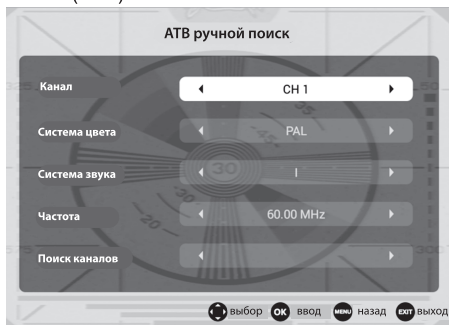 АТВ ручной поиск
Канал CH 1
Система цвета PAL
Система звука I
Частота 60.00 MHz
Поиск каналов
выбор OK ввод MENU назад EXIT выход